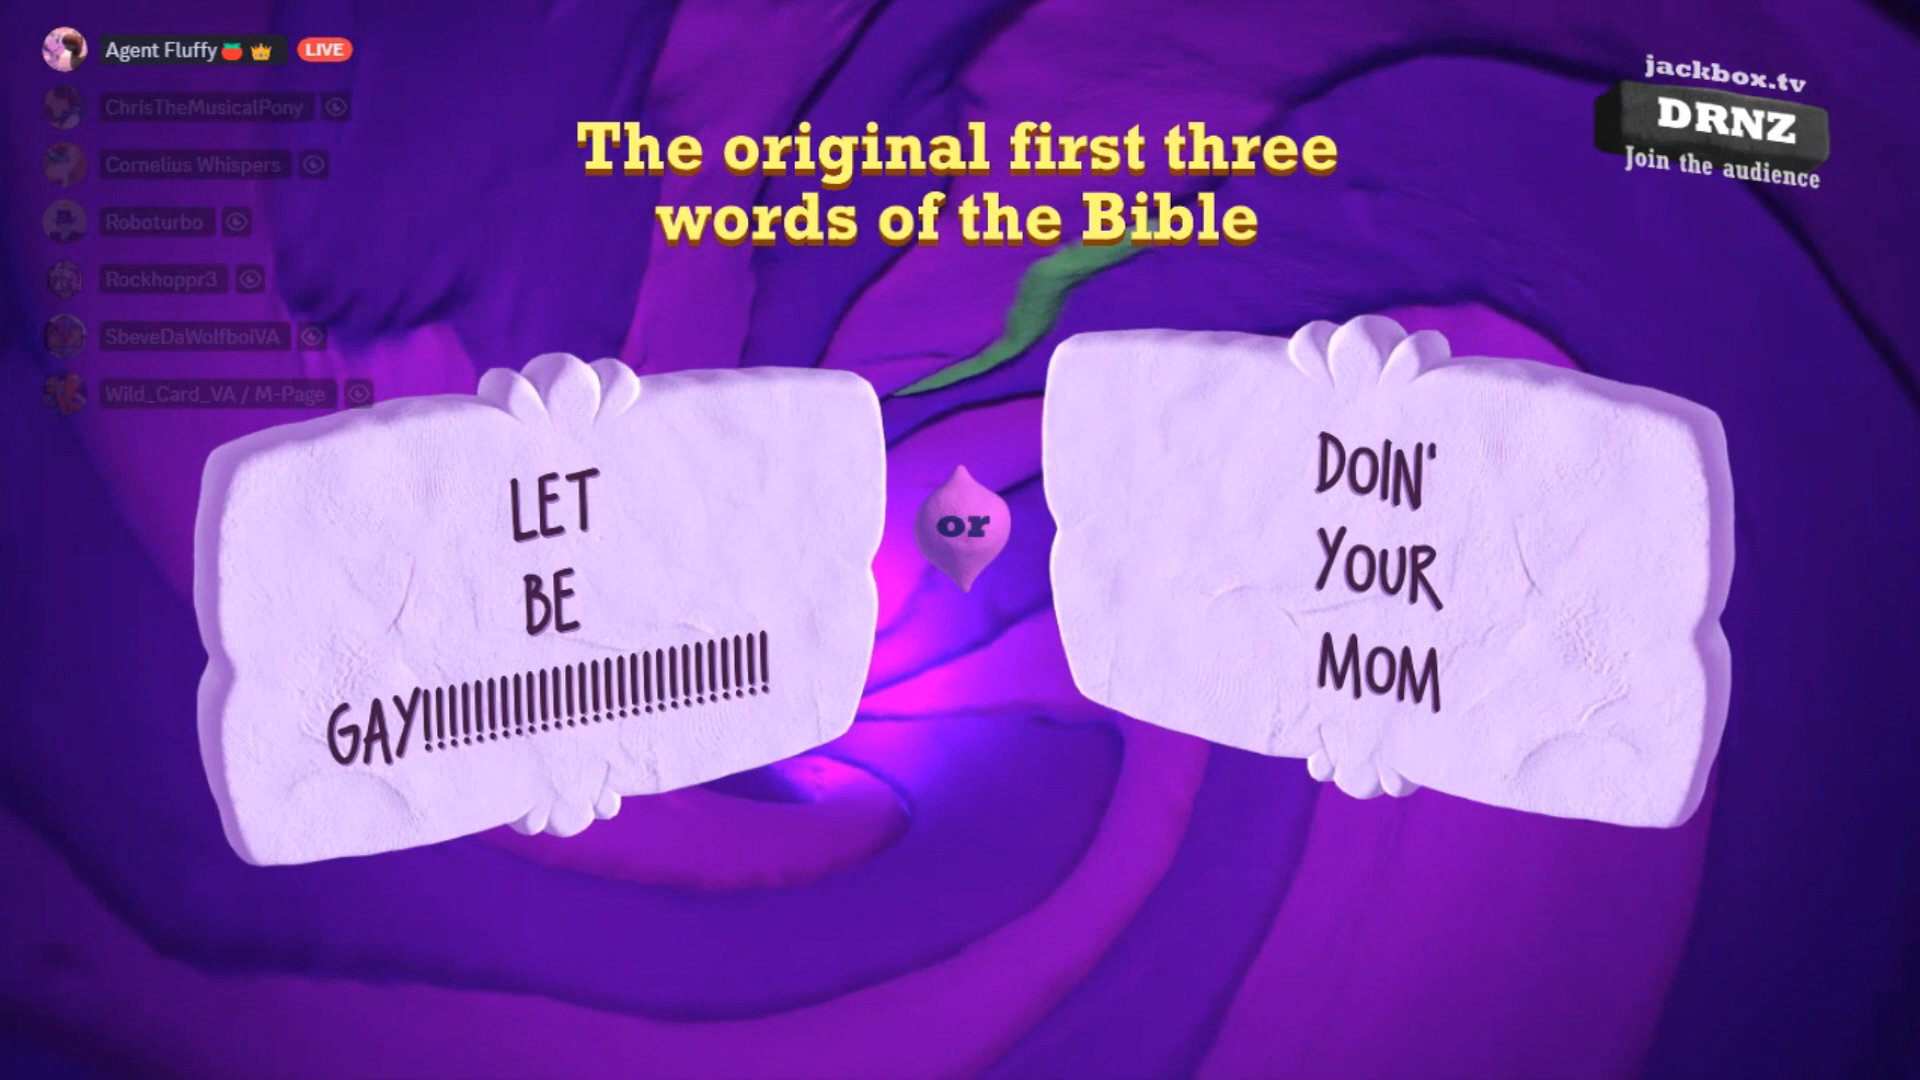 Agent Fluffy🍅👑 LIVE
ChrisTheMusicalPony
Cornelius Whispers
Roboturbo
Rockhoppr3
SbeveDaWolfboiVA
Wild_Card_VA / M-Page
jackbox.tv
DRNZ
Join the audience
The original first three
words of the Bible
LET
BE
GAY!!!!!!!!!!!!!!!!!!!!!!!!!!!
or
DOIN'
YOUR
MOM